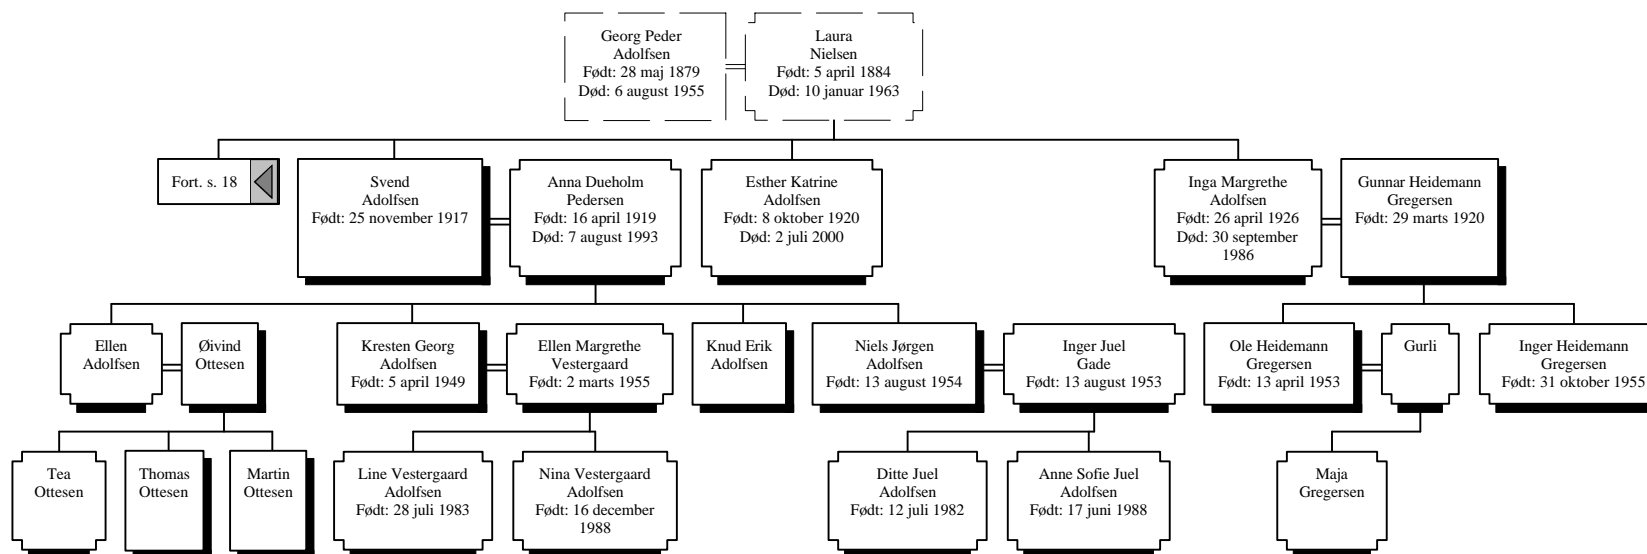 Georg Peder
Adolfsen
Født: 28 maj 1879
Død: 6 august 1955
Laura
Nielsen
Født: 5 april 1884
Død: 10 januar 1963
Fort. s. 18
Svend
Adolfsen
Født: 25 november 1917
Anna Dueholm
Pedersen
Født: 16 april 1919
Død: 7 august 1993
Esther Katrine
Adolfsen
Født: 8 oktober 1920
Død: 2 juli 2000
Inga Margrethe
Adolfsen
Født: 26 april 1926
Død: 30 september
1986
Gunnar Heidemann
Gregersen
Født: 29 marts 1920
Ellen
Adolfsen
Øivind
Ottesen
Kresten Georg
Adolfsen
Født: 5 april 1949
Ellen Margrethe
Vestergaard
Født: 2 marts 1955
Knud Erik
Adolfsen
Niels Jørgen
Adolfsen
Født: 13 august 1954
Inger Juel
Gade
Født: 13 august 1953
Ole Heidemann
Gregersen
Født: 13 april 1953
Gurli
Inger Heidemann
Gregersen
Født: 31 oktober 1955
Tea
Ottesen
Thomas
Ottesen
Martin
Ottesen
Line Vestergaard
Adolfsen
Født: 28 juli 1983
Nina Vestergaard
Adolfsen
Født: 16 december
1988
Ditte Juel
Adolfsen
Født: 12 juli 1982
Anne Sofie Juel
Adolfsen
Født: 17 juni 1988
Maja
Gregersen